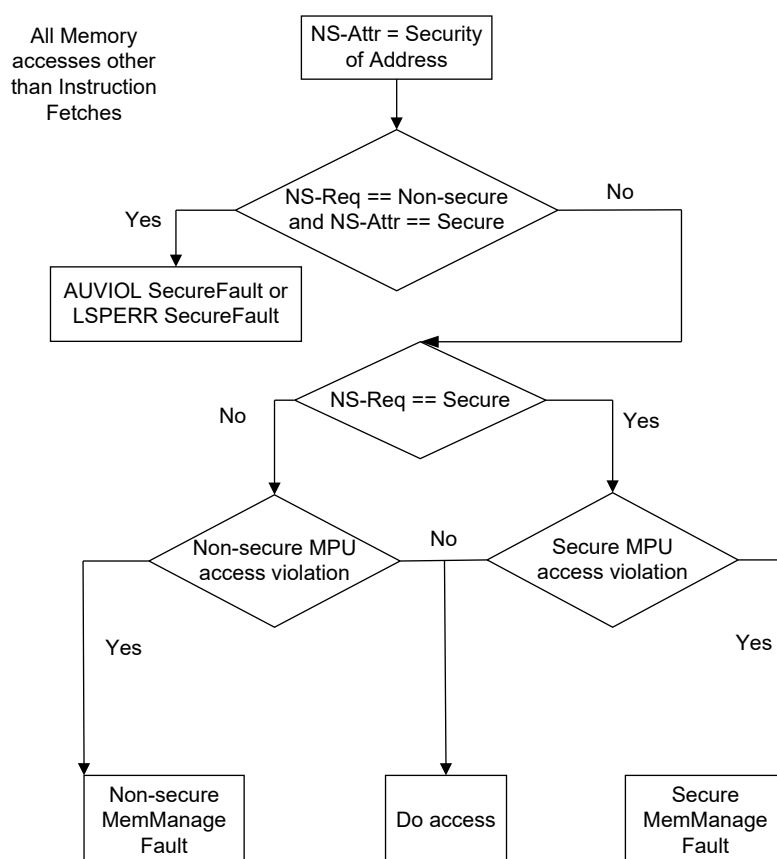 All Memory
accesses other
than Instruction
Fetches
NS-Attr = Security
of Address
NS-Req == Non-secure
and NS-Attr == Secure
Yes
No
AUVIOL SecureFault or
LSPERR SecureFault
NS-Req == Secure
No
Yes
Non-secure MPU
access violation
No
Secure MPU
access violation
Yes
Yes
Non-secure
MemManage
Fault
Do access
Secure
MemManage
Fault